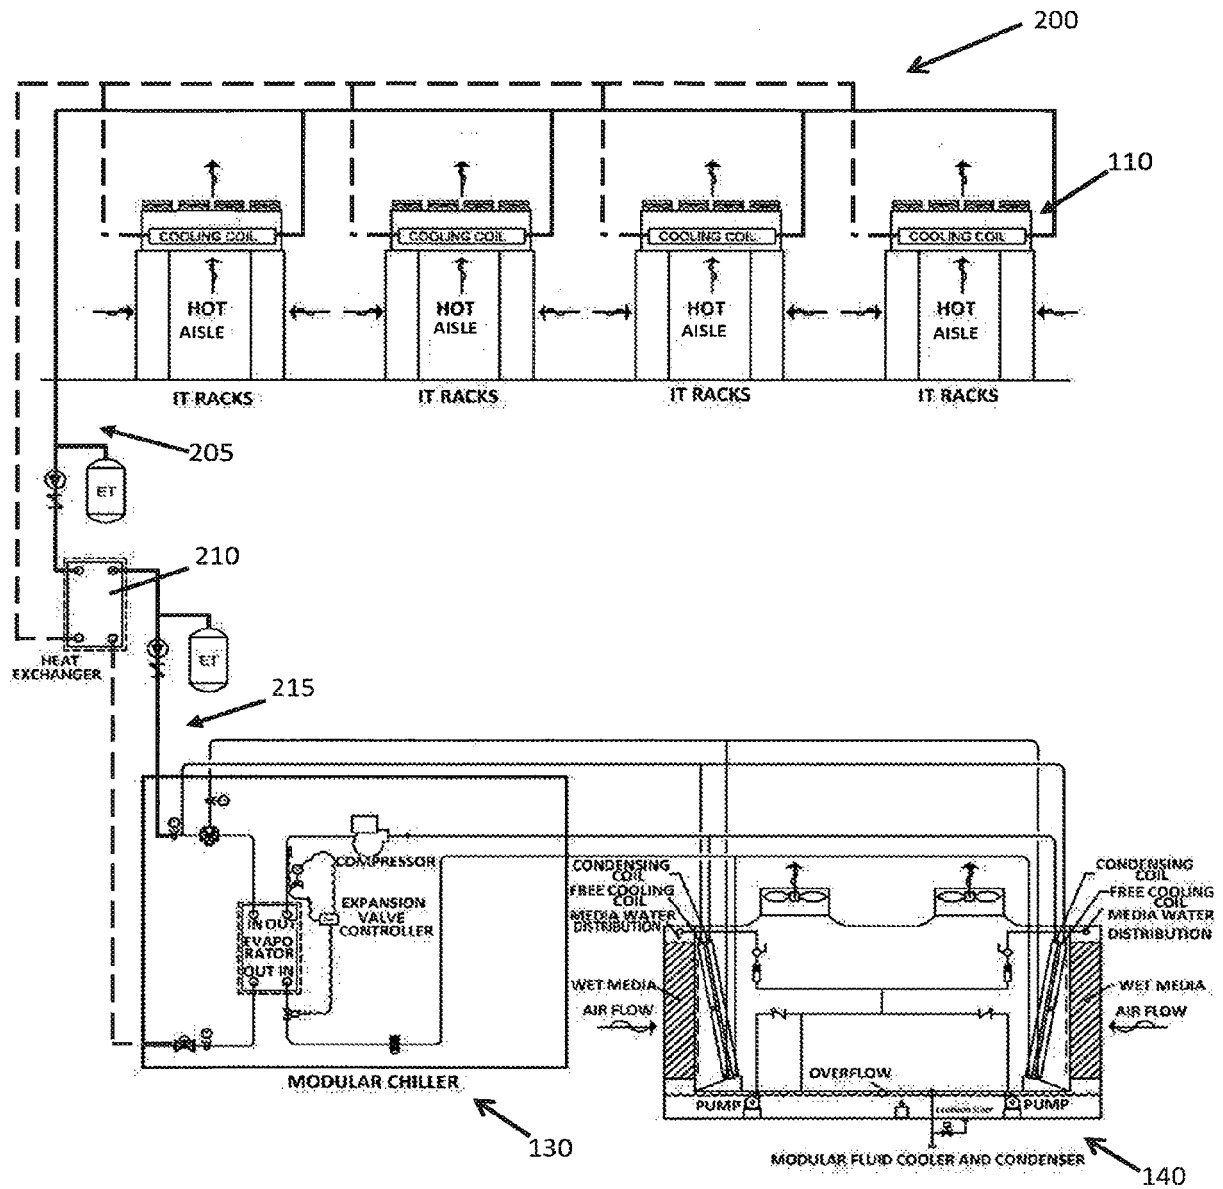 200
110
COOLING COIL
COOLING COIL
COOLING COIL
COOLING COIL
HOT
AISLE
HOT
AISLE
HOT
AISLE
HOT
AISLE
IT RACKS
IT RACKS
IT RACKS
IT RACKS
205
ET
210
HEAT
EXCHANGER
ET
215
COMPRESSOR
EXPANSION
VALVE
CONTROLLER
IN OUT
EVAPO
RATOR
OUT IN
MODULAR CHILLER
130
CONDENSING
COIL
FREE COOLING
COIL
MEDIA WATER
DISTRIBUTION
WET MEDIA
AIR FLOW
CONDENSING
COIL
FREE COOLING
COIL
MEDIA WATER
DISTRIBUTION
WET MEDIA
AIR FLOW
OVERFLOW
PUMP
PUMP
MODULAR FLUID COOLER AND CONDENSER
140